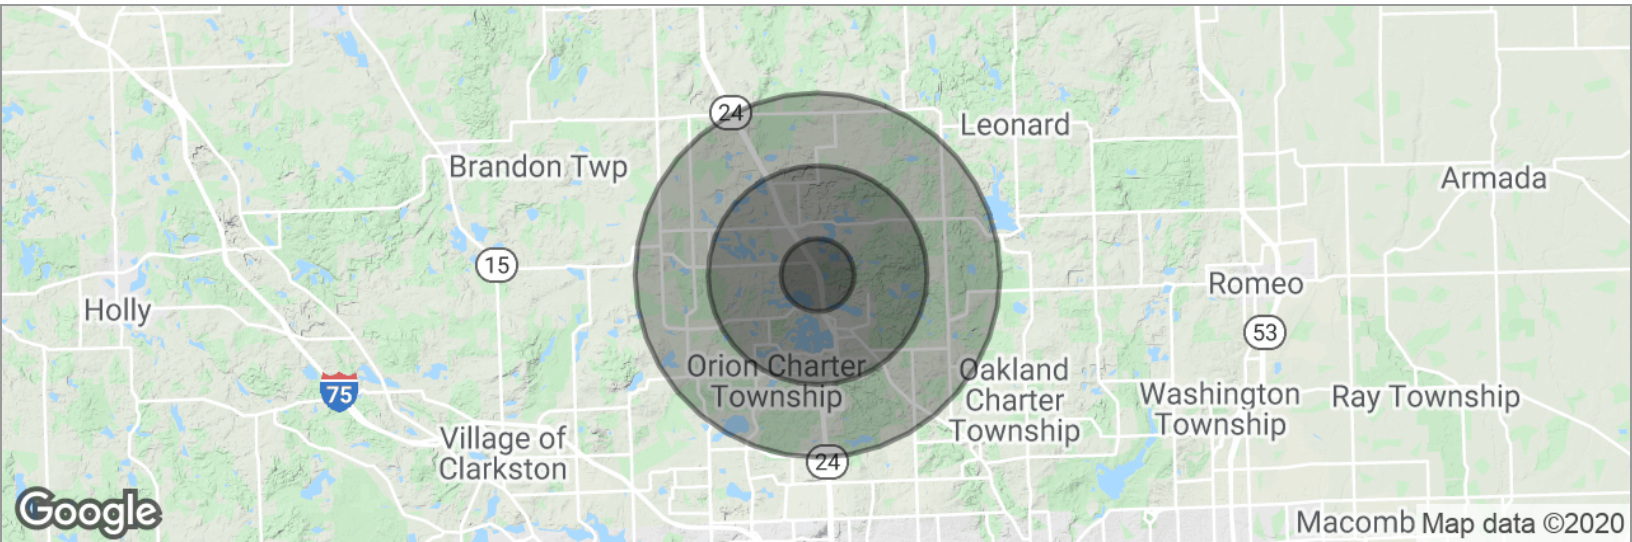 24
Leonard
Brandon Twp
Armada
15
Romeo
Holly
53
Orion Charter
Township
Oakland
Charter
Township
75
Washington
Township
Ray Township
Village of
Clarkston
24
Google
Macomb Map data ©2020